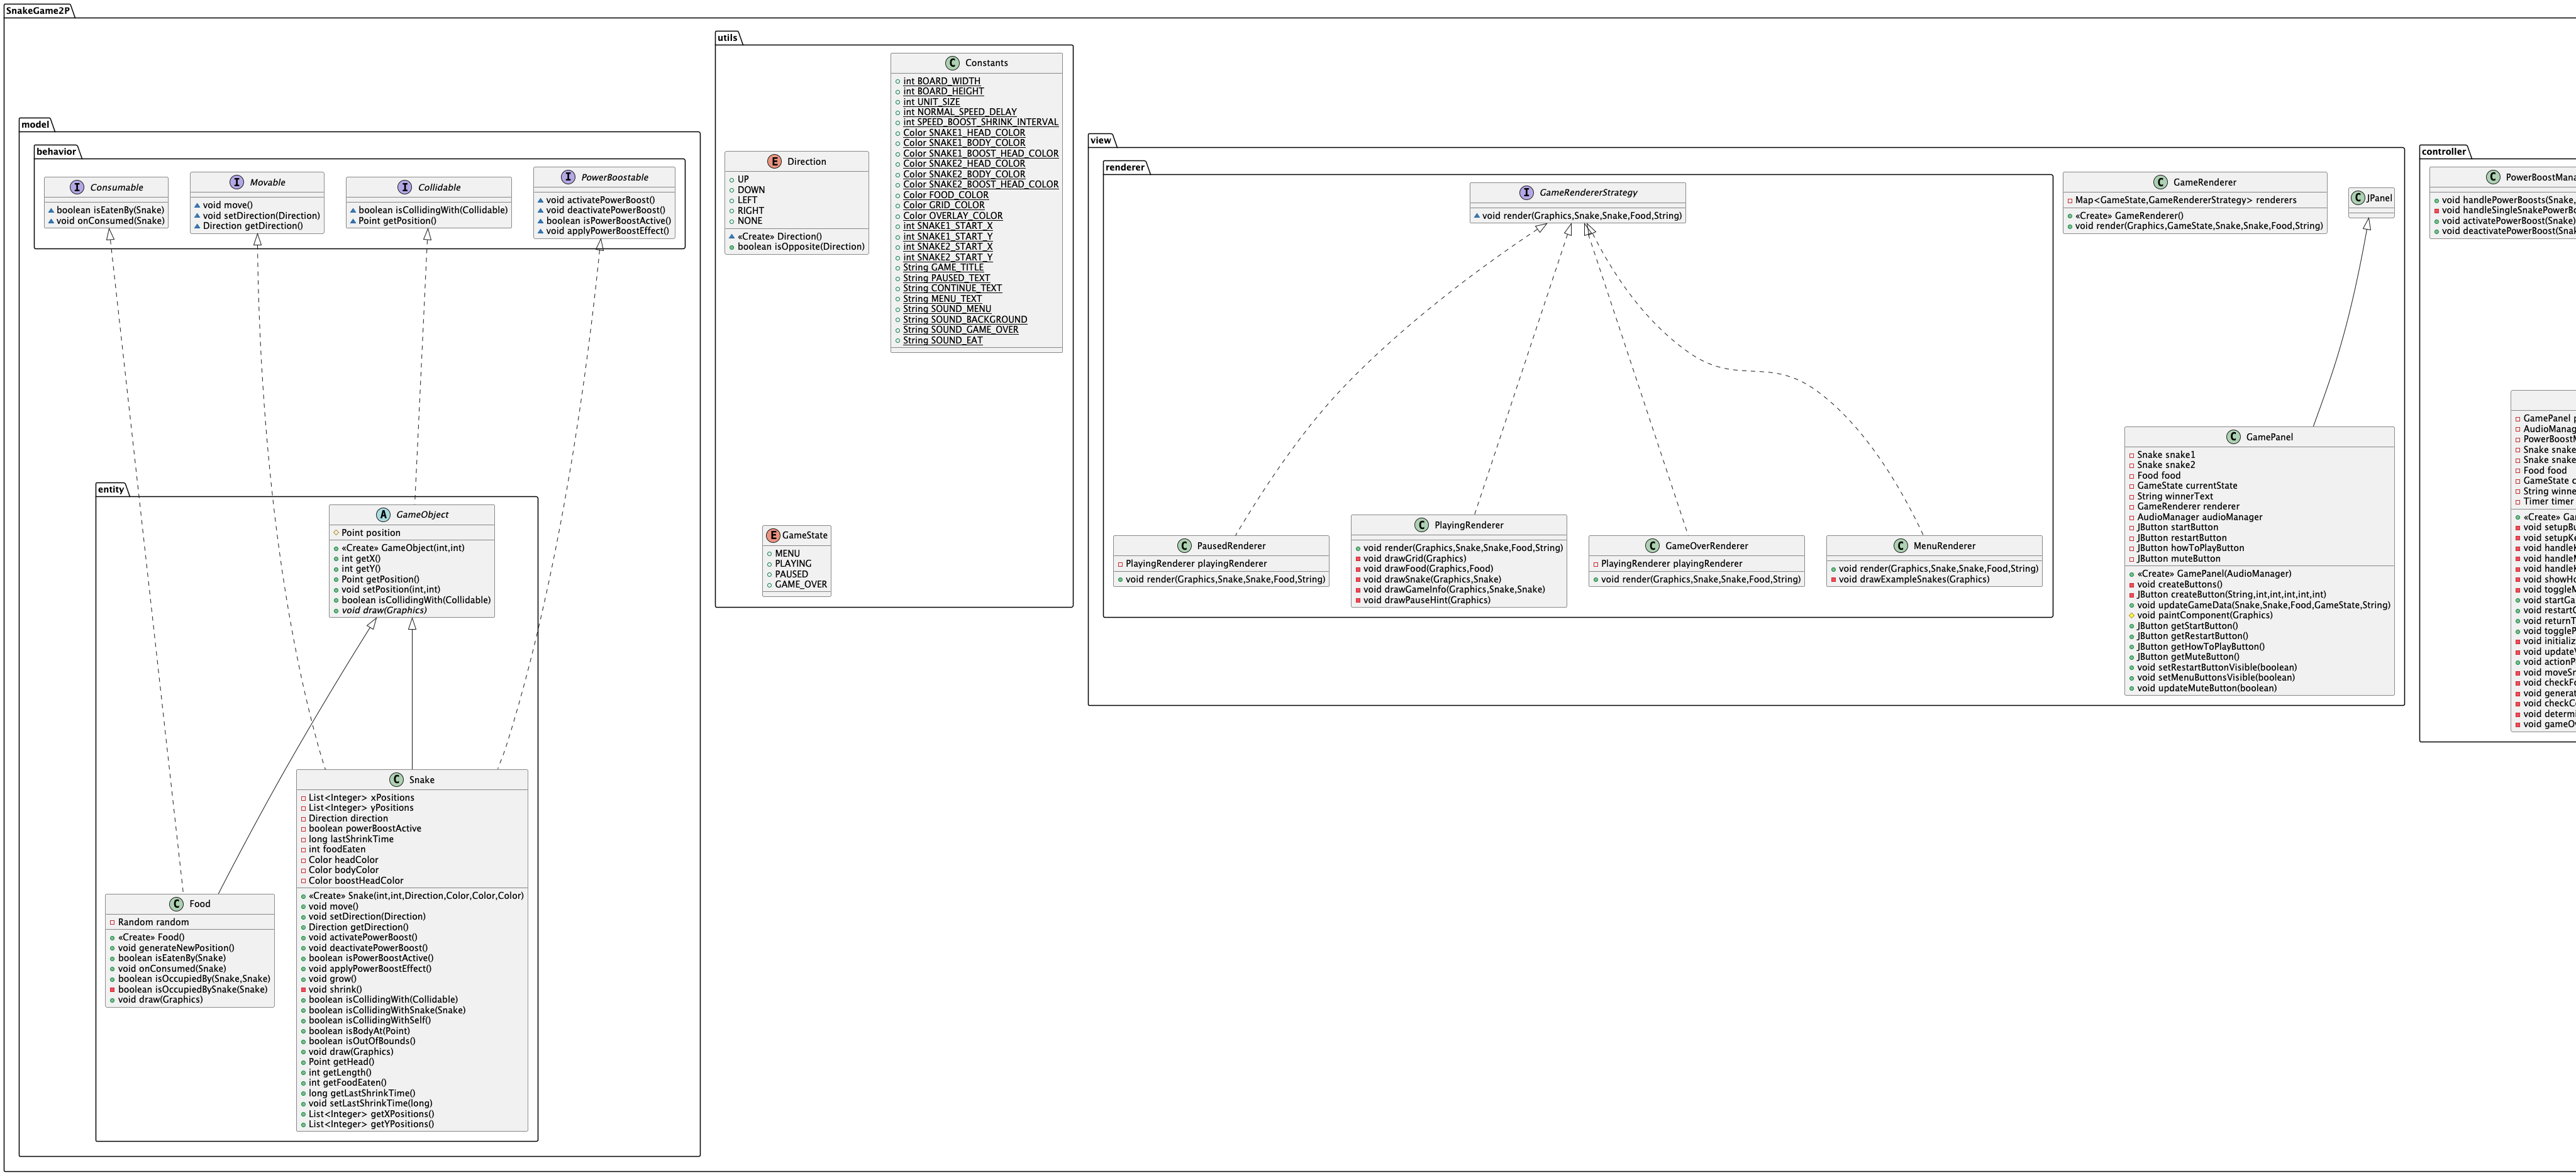 SnakeGame2P
model
behavior
Consumable
boolean isEatenBy(Snake)
void onConsumed(Snake)
Movable
void move()
void setDirection(Direction)
Direction getDirection()
Collidable
boolean isCollidingWith(Collidable)
Point getPosition()
PowerBoostable
void activatePowerBoost()
void deactivatePowerBoost()
boolean isPowerBoostActive()
void applyPowerBoostEffect()
entity
GameObject
Point position
«Create» GameObject(int,int)
int getX()
int getY()
Point getPosition()
void setPosition(int,int)
boolean isCollidingWith(Collidable)
void draw(Graphics)
Food
Random random
«Create» Food()
void generateNewPosition()
boolean isEatenBy(Snake)
void onConsumed(Snake)
boolean isOccupiedBy(Snake,Snake)
boolean isOccupiedBySnake(Snake)
void draw(Graphics)
Snake
List<Integer> xPositions
List<Integer> yPositions
Direction direction
boolean powerBoostActive
long lastShrinkTime
int foodEaten
Color headColor
Color bodyColor
Color boostHeadColor
«Create» Snake(int,int,Direction,Color,Color,Color)
void move()
void setDirection(Direction)
Direction getDirection()
void activatePowerBoost()
void deactivatePowerBoost()
boolean isPowerBoostActive()
void applyPowerBoostEffect()
void grow()
void shrink()
boolean isCollidingWith(Collidable)
boolean isCollidingWithSnake(Snake)
boolean isCollidingWithSelf()
boolean isBodyAt(Point)
boolean isOutOfBounds()
void draw(Graphics)
Point getHead()
int getLength()
int getFoodEaten()
long getLastShrinkTime()
void setLastShrinkTime(long)
List<Integer> getXPositions()
List<Integer> getYPositions()
utils
Direction
UP
DOWN
LEFT
RIGHT
NONE
«Create» Direction()
boolean isOpposite(Direction)
Constants
int BOARD_WIDTH
int BOARD_HEIGHT
int UNIT_SIZE
int NORMAL_SPEED_DELAY
int SPEED_BOOST_SHRINK_INTERVAL
Color SNAKE1_HEAD_COLOR
Color SNAKE1_BODY_COLOR
Color SNAKE1_BOOST_HEAD_COLOR
Color SNAKE2_HEAD_COLOR
Color SNAKE2_BODY_COLOR
Color SNAKE2_BOOST_HEAD_COLOR
Color FOOD_COLOR
Color GRID_COLOR
Color OVERLAY_COLOR
int SNAKE1_START_X
int SNAKE1_START_Y
int SNAKE2_START_X
int SNAKE2_START_Y
String GAME_TITLE
String PAUSED_TEXT
String CONTINUE_TEXT
String MENU_TEXT
String SOUND_MENU
String SOUND_BACKGROUND
String SOUND_GAME_OVER
String SOUND_EAT
GameState
MENU
PLAYING
PAUSED
GAME_OVER
view
renderer
GameRendererStrategy
void render(Graphics,Snake,Snake,Food,String)
PausedRenderer
PlayingRenderer playingRenderer
void render(Graphics,Snake,Snake,Food,String)
PlayingRenderer
void render(Graphics,Snake,Snake,Food,String)
void drawGrid(Graphics)
void drawFood(Graphics,Food)
void drawSnake(Graphics,Snake)
void drawGameInfo(Graphics,Snake,Snake)
void drawPauseHint(Graphics)
GameOverRenderer
PlayingRenderer playingRenderer
void render(Graphics,Snake,Snake,Food,String)
MenuRenderer
void render(Graphics,Snake,Snake,Food,String)
void drawExampleSnakes(Graphics)
GameRenderer
Map<GameState,GameRendererStrategy> renderers
«Create» GameRenderer()
void render(Graphics,GameState,Snake,Snake,Food,String)
JPanel
GamePanel
Snake snake1
Snake snake2
Food food
GameState currentState
String winnerText
GameRenderer renderer
AudioManager audioManager
JButton startButton
JButton restartButton
JButton howToPlayButton
JButton muteButton
«Create» GamePanel(AudioManager)
void createButtons()
JButton createButton(String,int,int,int,int,int)
void updateGameData(Snake,Snake,Food,GameState,String)
void paintComponent(Graphics)
JButton getStartButton()
JButton getRestartButton()
JButton getHowToPlayButton()
JButton getMuteButton()
void setRestartButtonVisible(boolean)
void setMenuButtonsVisible(boolean)
void updateMuteButton(boolean)
controller
PowerBoostMana
void handlePowerBoosts(Snake,
void handleSingleSnakePowerBo
void activatePowerBoost(Snake)
void deactivatePowerBoost(Snak
GamePanel p
AudioManag
PowerBoostM
Snake snake
Snake snake
Food food
GameState c
String winne
Timer timer
«Create» Gam
void setupBu
void setupKe
void handleK
void handleM
void handleK
void showHo
void toggleM
void startGa
void restartG
void returnT
void toggleP
void initializ
void updateV
void actionP
void moveSn
void checkFo
void generat
void checkCo
void determi
void gameOv